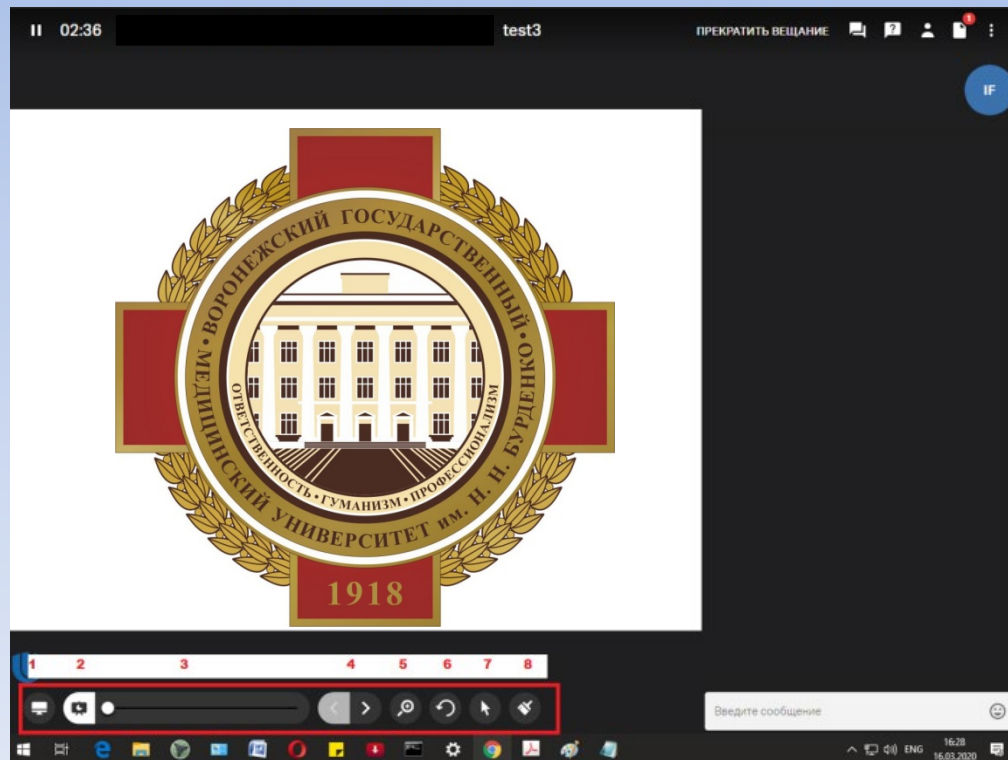 02:36 test3 ПРЕКРАТИТЬ ВЕЩАНИЕ 1
IF
ВОРОНЕЖСКИЙ ГОСУДАРСТВЕННЫЙ • МЕДИЦИНСКИЙ УНИВЕРСИТЕТ им. Н. Н. БУРДЕНКО •
ОТВЕТСТВЕННОСТЬ • ГУМАНИЗМ • ПРОФЕССИОНАЛИЗМ
1918
1 2 3 4 5 6 7 8
Введите сообщение
ENG 16:28
16.03.2020